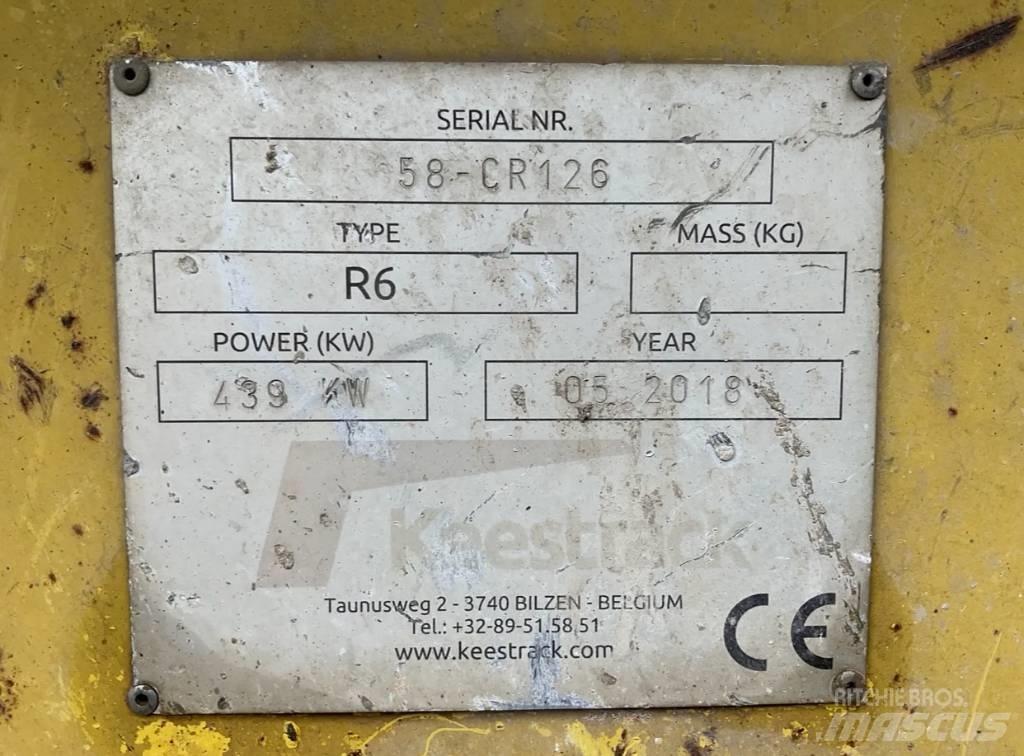 SERIAL NR.
58-CR126
TYPE MASS (KG)
R6
POWER (KW) YEAR
439 KW 05 2018
Keestrack
Taunusweg 2 - 3740 BILZEN - BELGIUM
Tel.: +32-89-51.58.51
www.keestrack.com
CE
RITCHIE BROS.
MASCUS